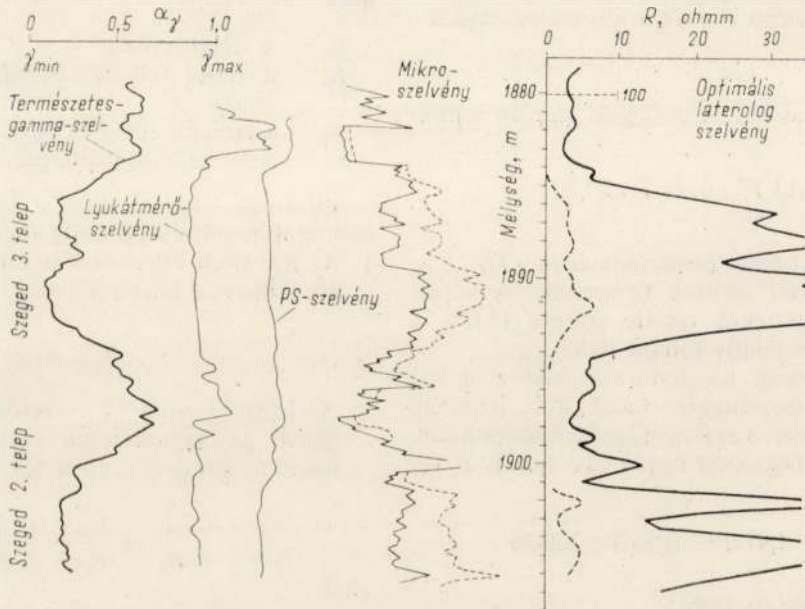 0 0,5 α_γ 1,0
γmin γmax
Természetes-
gamma-szel-
vény
Lyukátmérő-
szelvény
PS-szelvény
Mikro-
szelvény
Szeged 3. telep
Szeged 2. telep
Mélység, m
1880
1890
1900
R, ohmm
0 10 20 30
100
Optimális
laterolog
szelvény